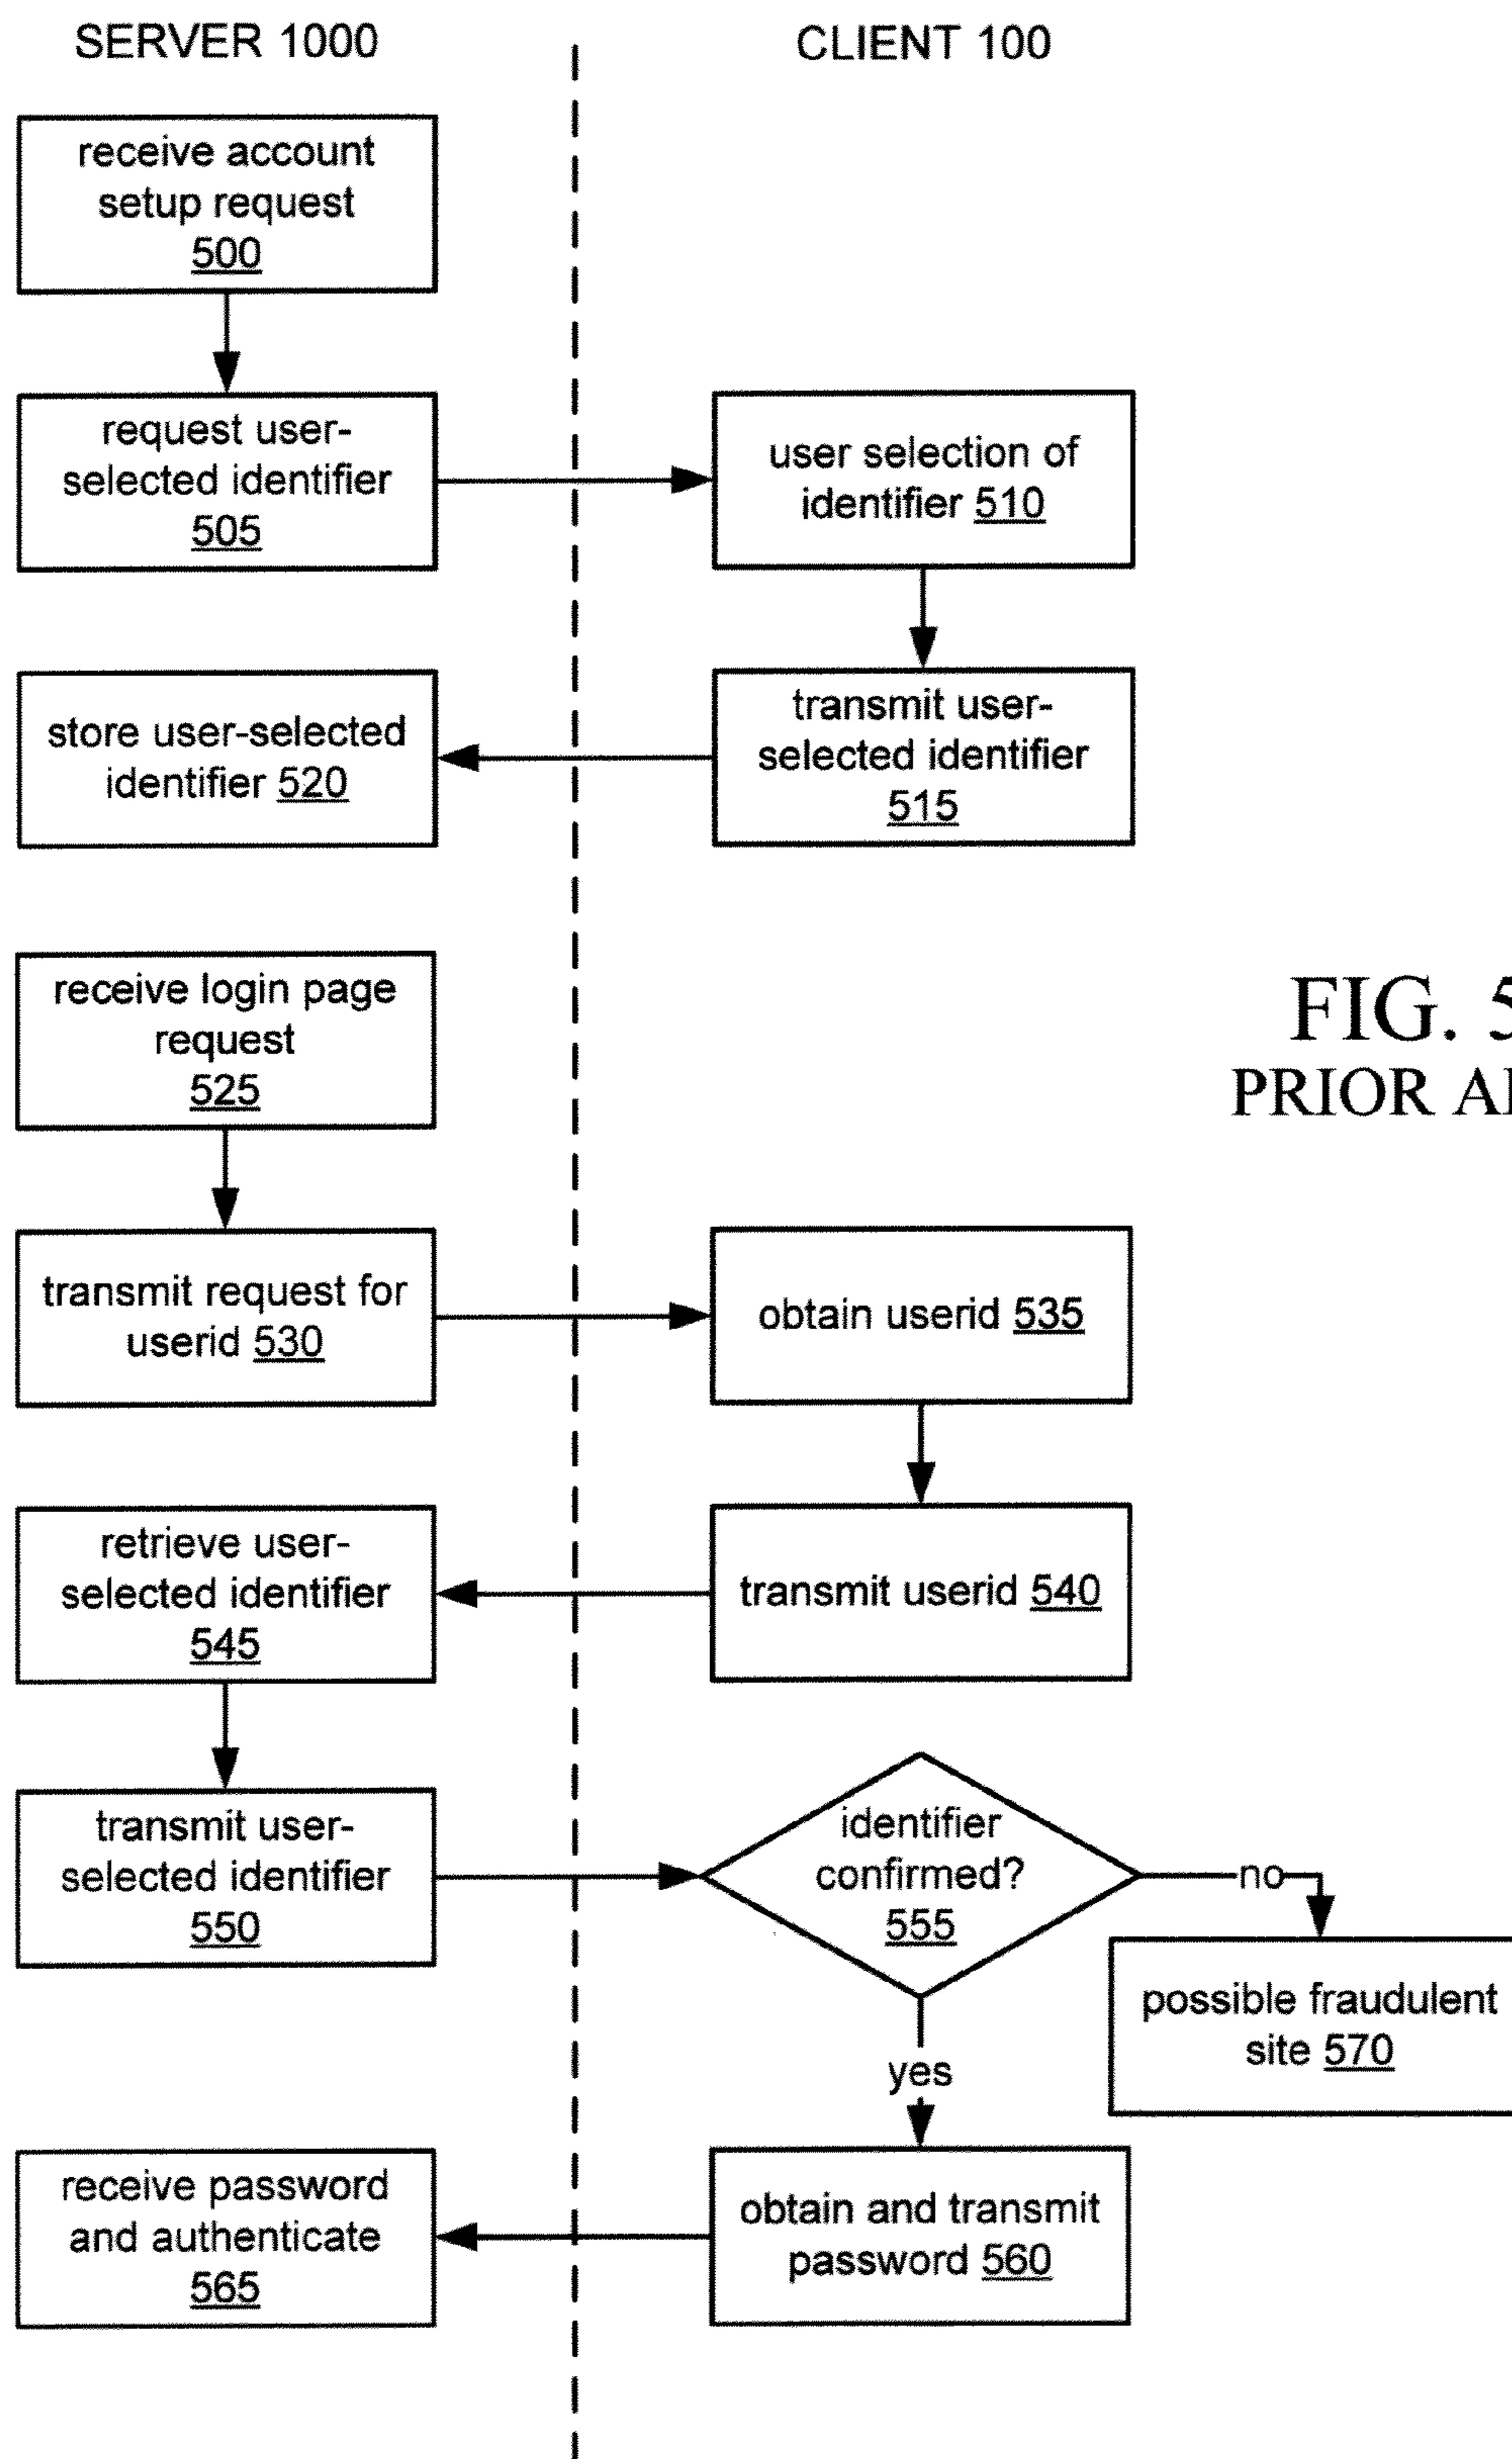 SERVER 1000
CLIENT 100
receive account
setup request
500
request user-
selected identifier
505
user selection of
identifier 510
transmit user-
selected identifier
515
store user-selected
identifier 520
receive login page
request
525
FIG. 5
PRIOR
transmit request for
userid 530
obtain userid 535
transmit userid 540
retrieve user-
selected identifier
545
transmit user-
selected identifier
550
identifier
confirmed?
555
no
possible fraudulent
site 570
yes
obtain and transmit
password 560
receive password
and authenticate
565